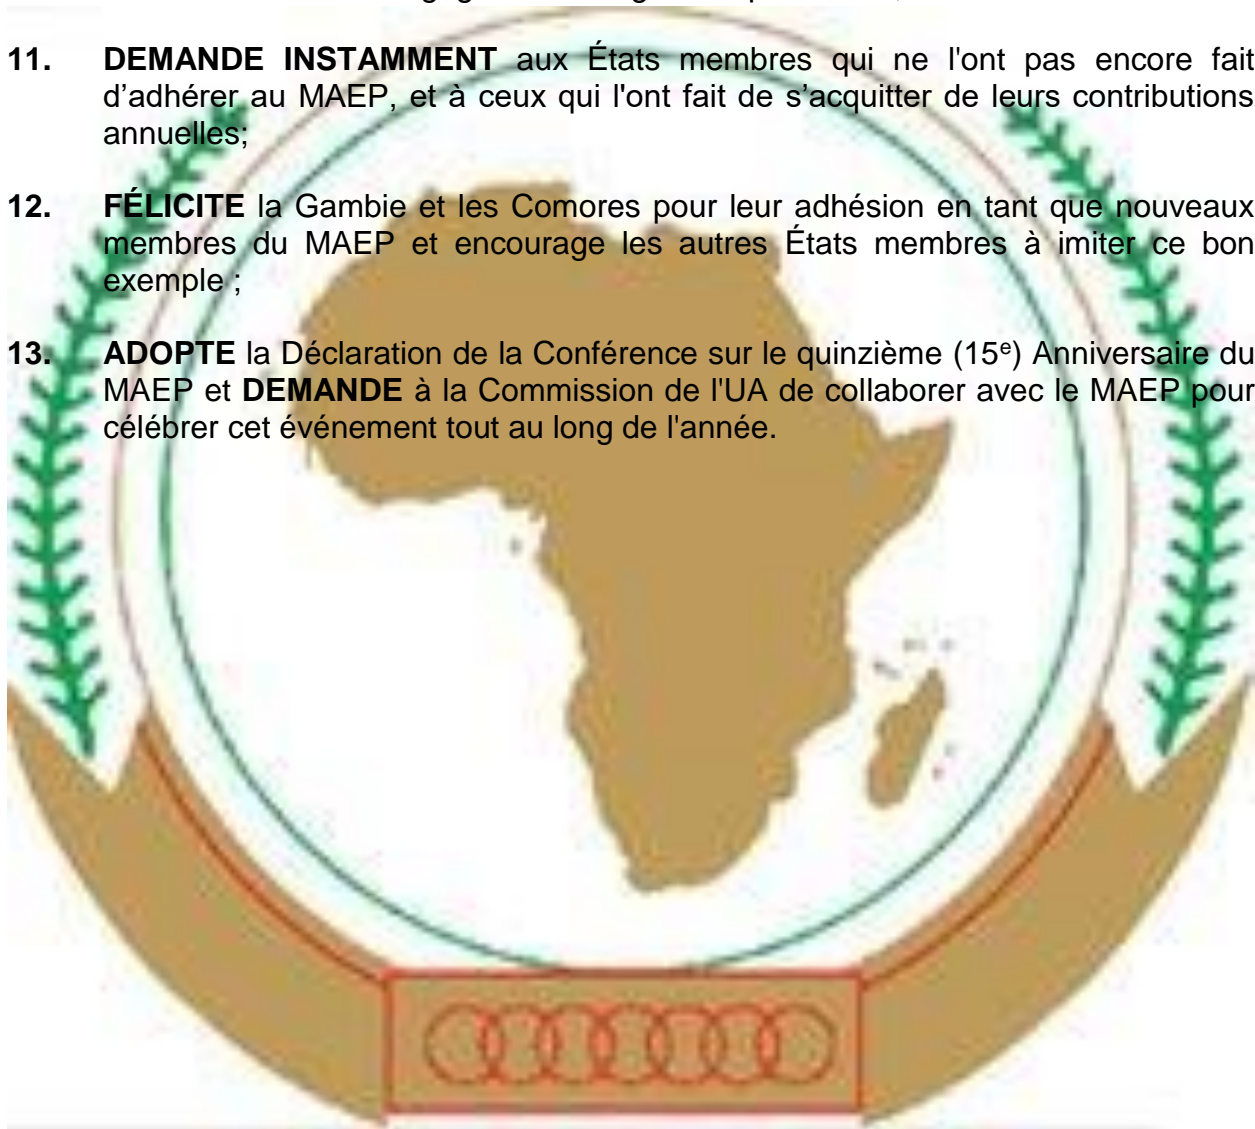 11. DEMANDE INSTAMMENT aux États membres qui ne l'ont pas encore fait
d’adhérer au MAEP, et à ceux qui l'ont fait de s’acquitter de leurs contributions
annuelles;
12. FÉLICITE la Gambie et les Comores pour leur adhésion en tant que nouveaux
membres du MAEP et encourage les autres États membres à imiter ce bon
exemple ;
13. ADOPTE la Déclaration de la Conférence sur le quinzième (15ᵉ) Anniversaire du
MAEP et DEMANDE à la Commission de l'UA de collaborer avec le MAEP pour
célébrer cet événement tout au long de l'année.